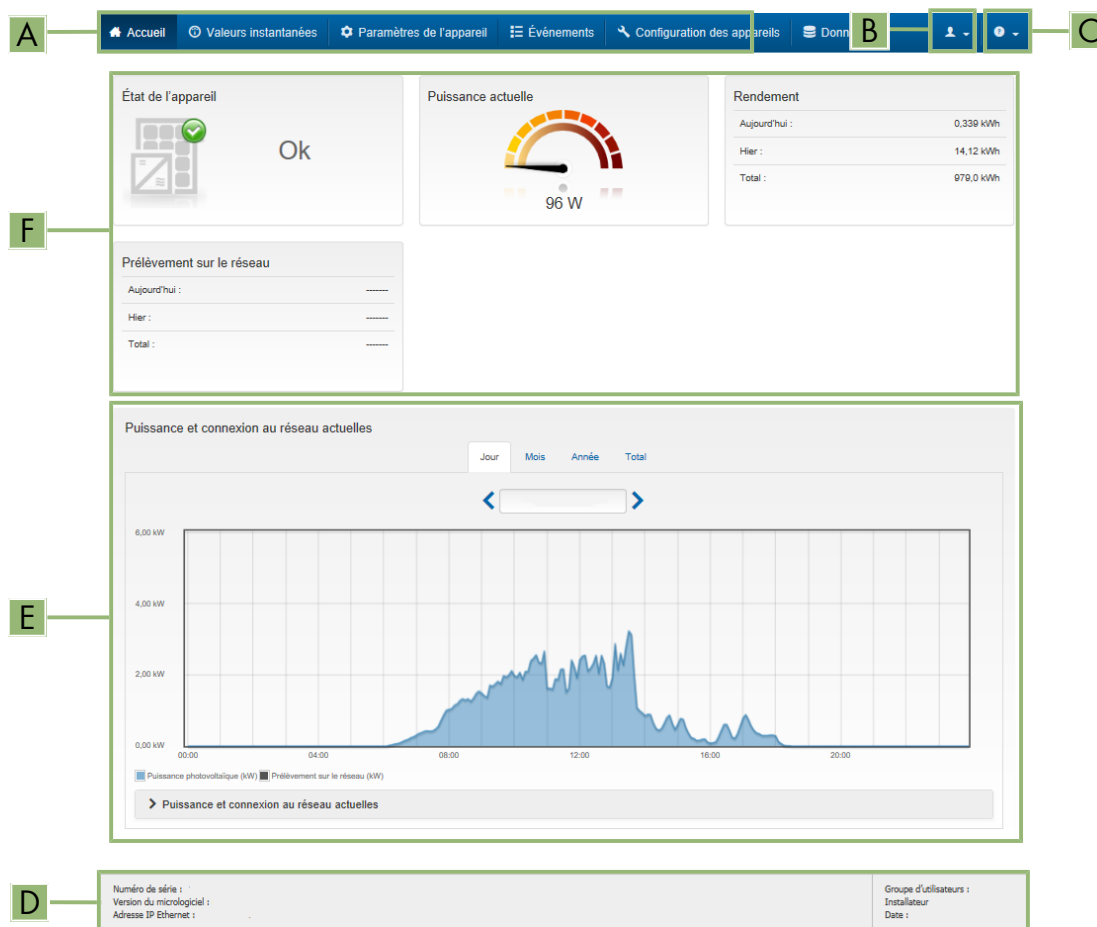 A
Accueil Valeurs instantanées Paramètres de l'appareil Événements Configuration des appareils Donn
B
C
F
État de l'appareil
Ok
Puissance actuelle
96 W
Rendement
Aujourd'hui : 0,339 kWh
Hier : 14,12 kWh
Total : 979,0 kWh
Prélèvement sur le réseau
Aujourd'hui : -------
Hier : -------
Total : -------
E
Puissance et connexion au réseau actuelles
Jour Mois Année Total
6,00 kW
4,00 kW
2,00 kW
0,00 kW
00:00 04:00 08:00 12:00 16:00 20:00
Puissance photovoltaïque (kW) Prélèvement sur le réseau (kW)
Puissance et connexion au réseau actuelles
D
Numéro de série :
Version du micrologiciel :
Adresse IP Ethernet :
Groupe d'utilisateurs :
Installateur
Date :